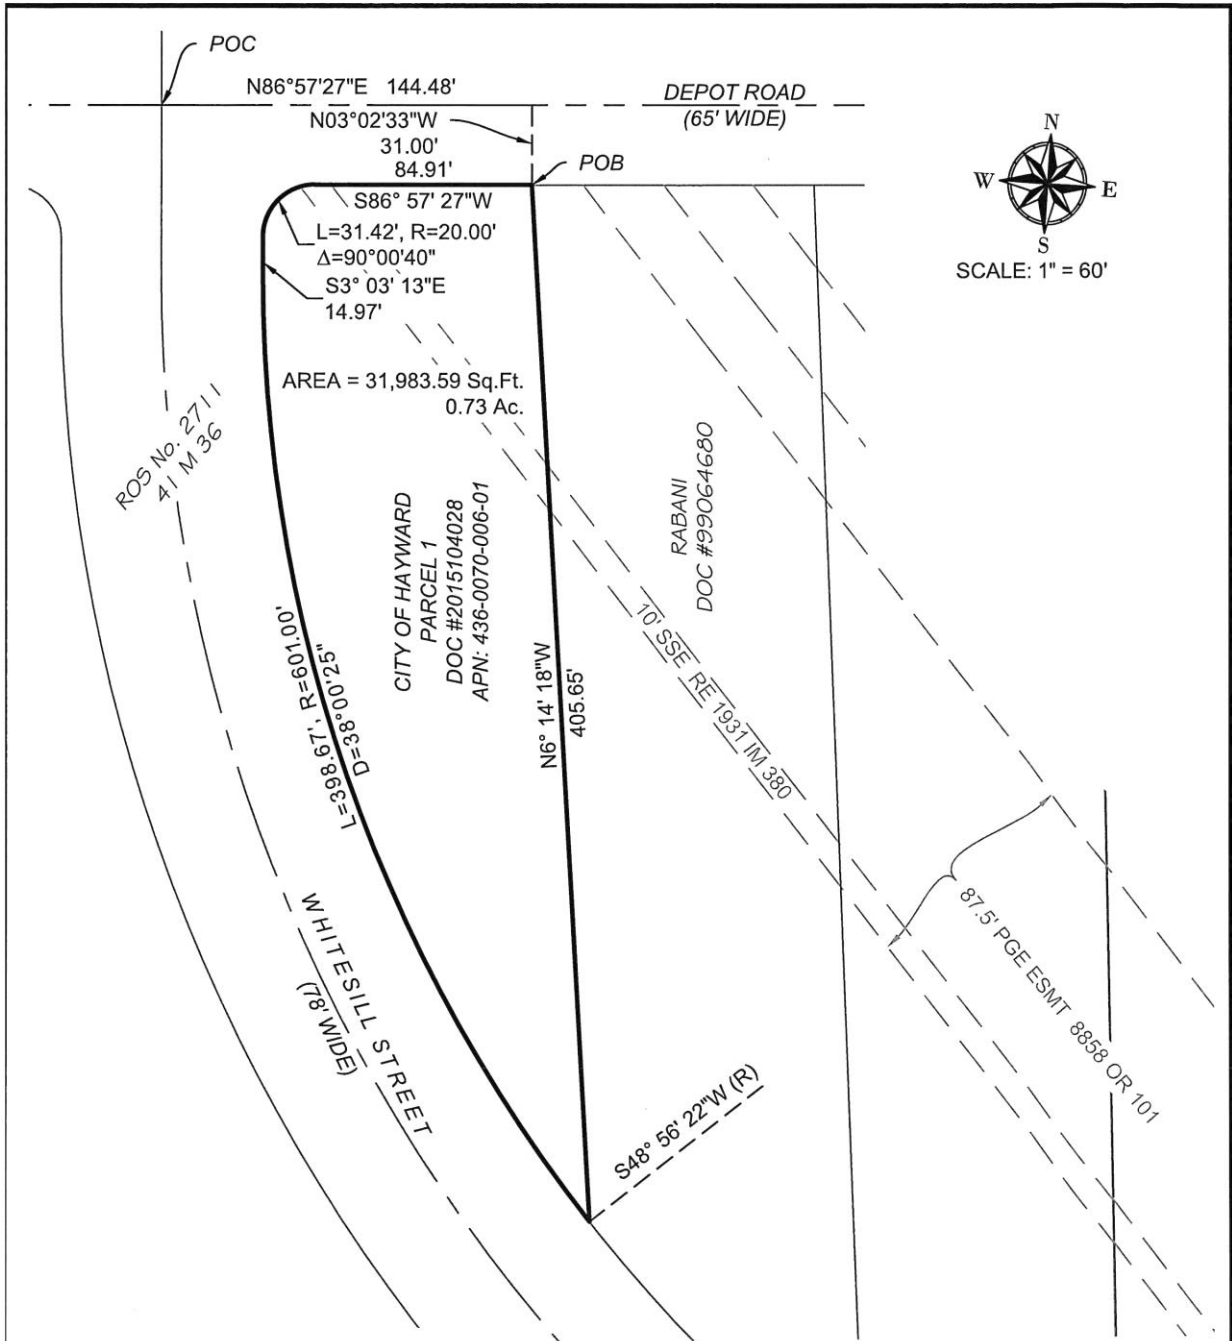 POC
N86°57'27"E 144.48'
DEPOT ROAD
(65' WIDE)
N03°02'33"W
31.00'
84.91'
POB
S86° 57' 27"W
L=31.42', R=20.00'
Δ=90°00'40"
S3° 03' 13"E
14.97'
N
W
E
S
SCALE: 1" = 60'
AREA = 31,983.59 Sq.Ft.
0.73 Ac.
ROS No. 2711
41 M 36
CITY OF HAYWARD
PARCEL 1
DOC #2015104028
APN: 436-0070-006-01
RABANI
DOC #99064680
L=398.67', R=601.00'
D=38°00'25"
N6° 14' 18"W
405.65'
10' SSE RE 1931 IM 380
87.5' PGE ESMT 8858 OR 101
WHITESILL STREET
(78' WIDE)
S48° 56' 22"W (R)